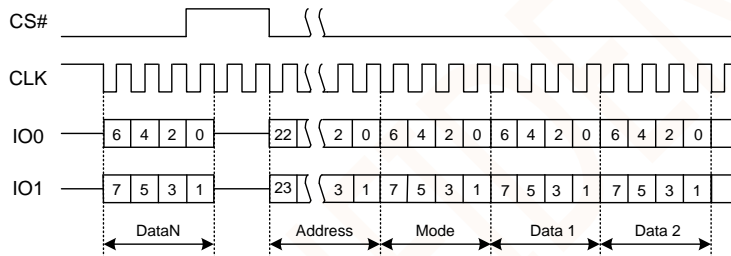 CS#
CLK
IO0 6 4 2 0 22 2 0 6 4 2 0 6 4 2 0 6 4 2 0
IO1 7 5 3 1 23 3 1 7 5 3 1 7 5 3 1 7 5 3 1
DataN Address Mode Data 1 Data 2